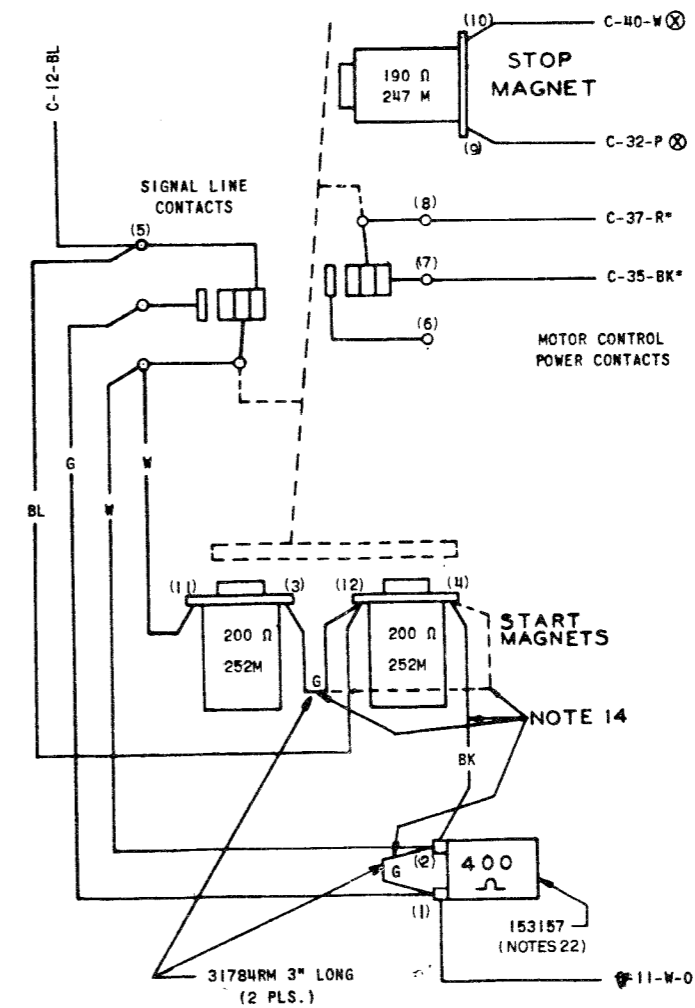 (10)
C-40-W
STOP
MAGNET
190 Ω
247 M
(9)
C-32-P
C-12-BL
SIGNAL LINE
CONTACTS
(5)
(8)
C-37-R*
(7)
C-35-BK*
(6)
MOTOR CONTROL
POWER CONTACTS
G
W
BL
W
(11)
(3)
(12)
(4)
START
MAGNETS
200 Ω
252M
200 Ω
252M
G
NOTE 14
BK
(2)
G
400
Ω
(1)
153157
(NOTES 22)
31784RM 3" LONG
(2 PLS.)
11-W-O